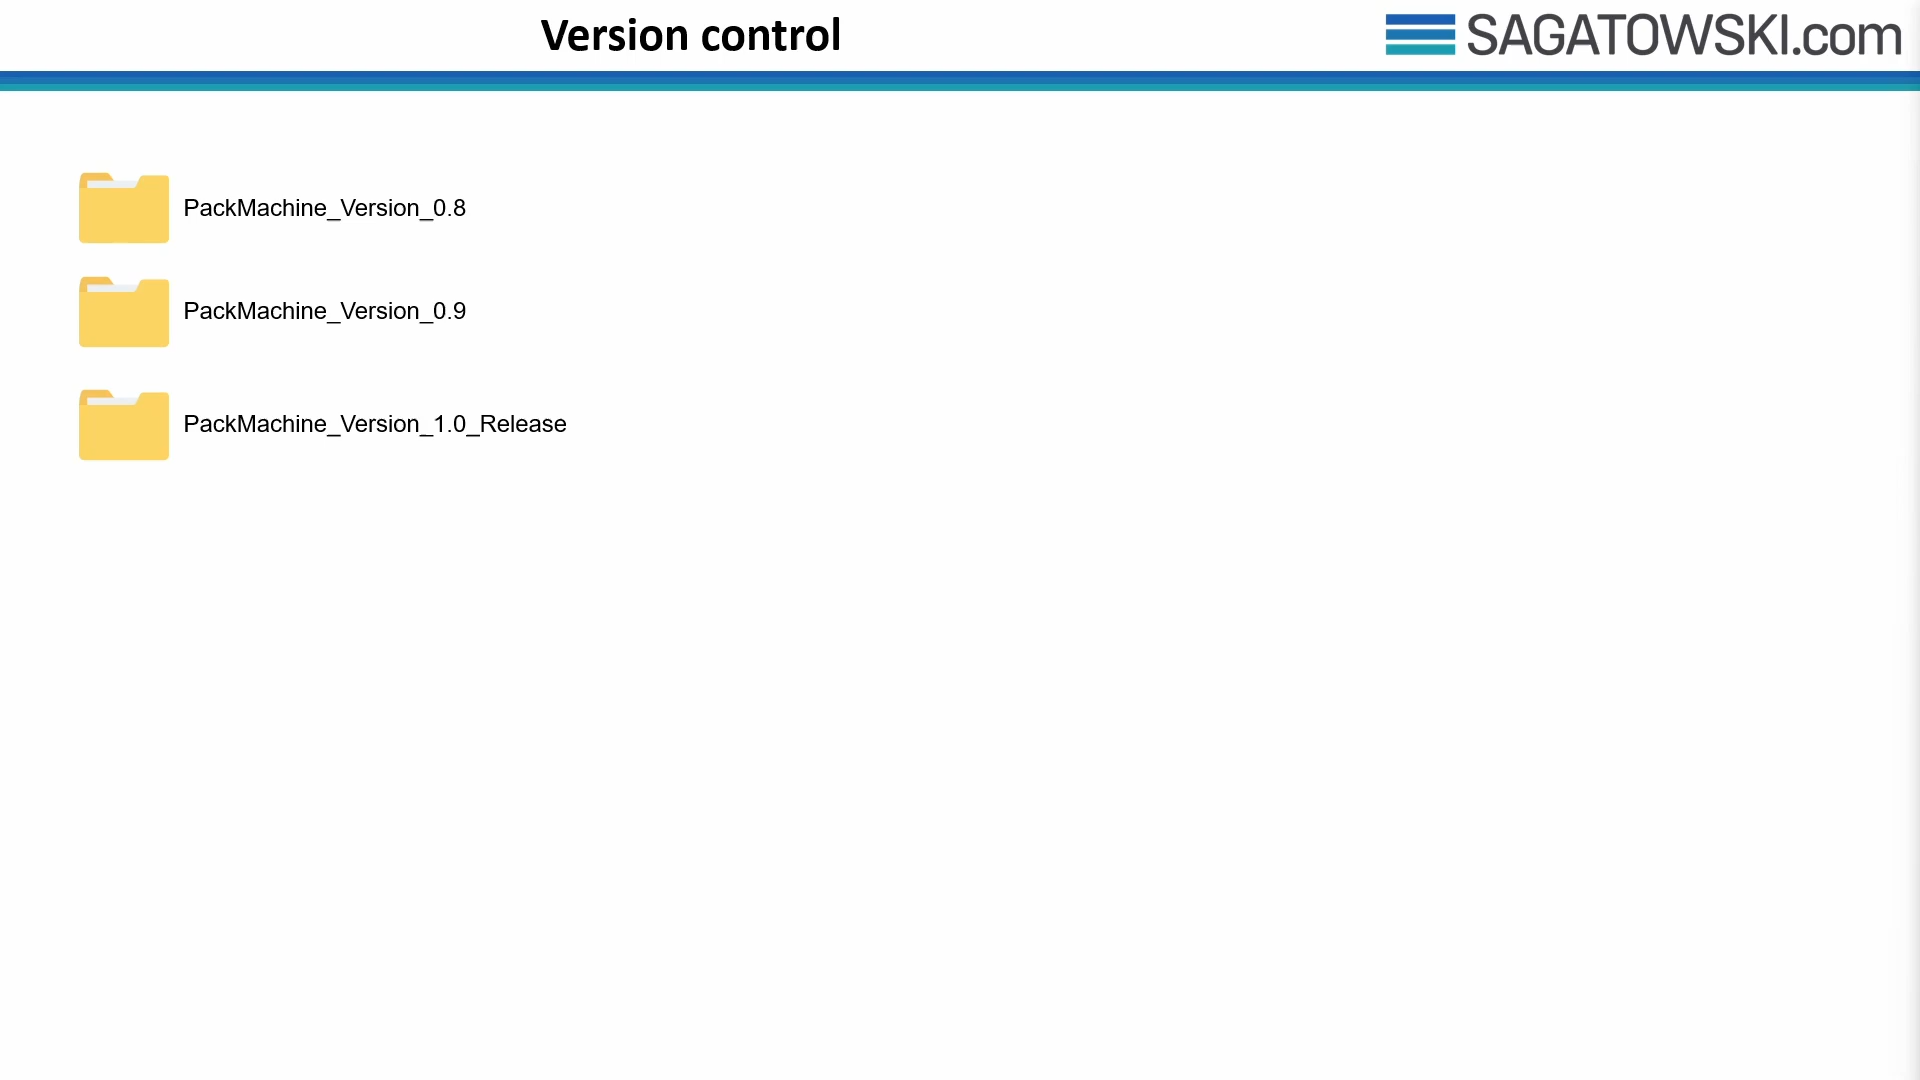 Version control
SAGATOWSKI.com
PackMachine_Version_0.8
PackMachine_Version_0.9
PackMachine_Version_1.0_Release